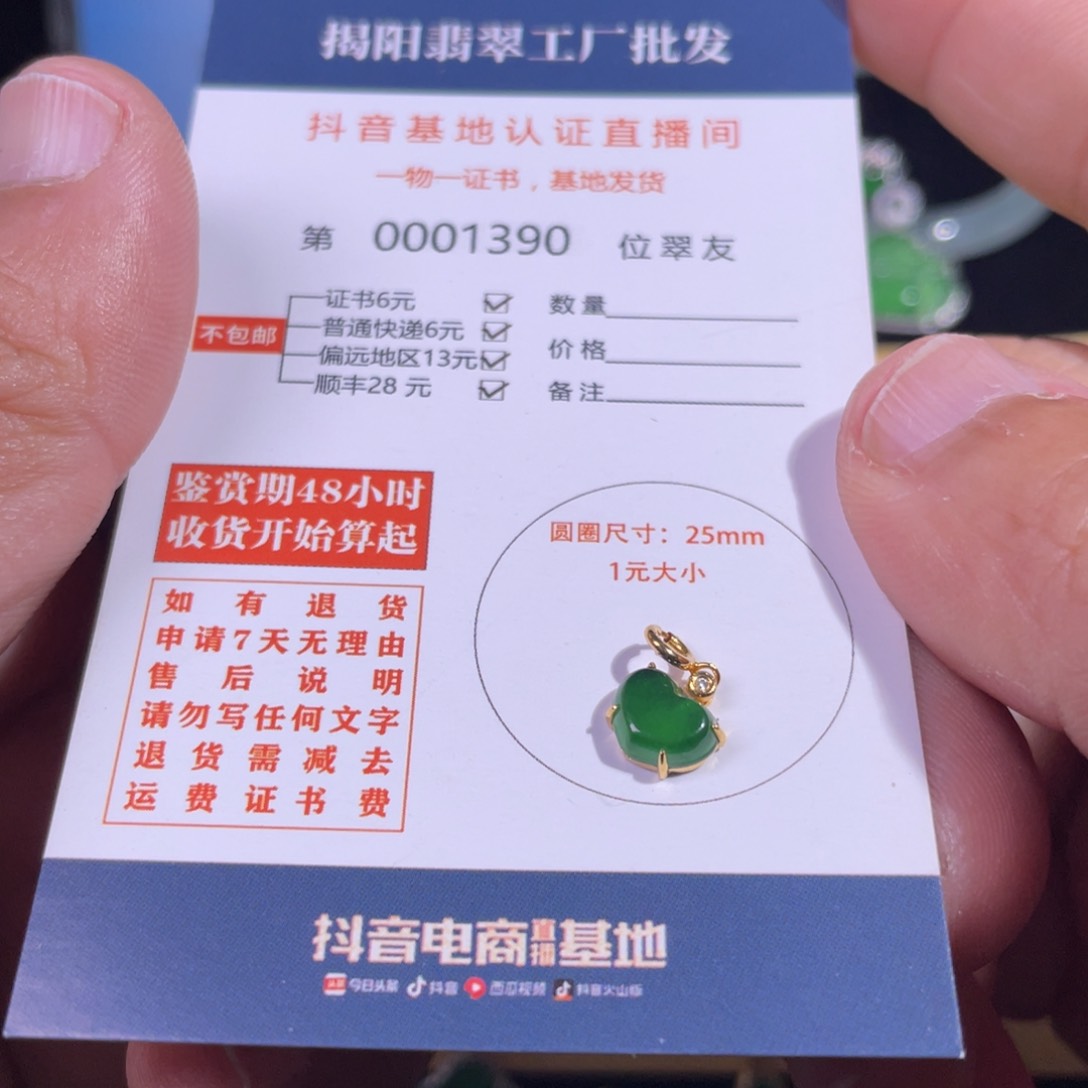 揭阳翡翠工厂批发
抖音基地认证直播间
一物一证书，基地发货
第 0001390 位翠友
不包邮
证书6元
普通快递6元
偏远地区13元
顺丰28 元
数量
价格
备注
鉴赏期48小时
收货开始算起
如有退货
申请7天无理由
售后说明
请勿写任何文字
退货需减去
运费证书费
圆圈尺寸：25mm
1元大小
抖音电商直播基地
头条 今日头条 抖音 西瓜视频 抖音火山版